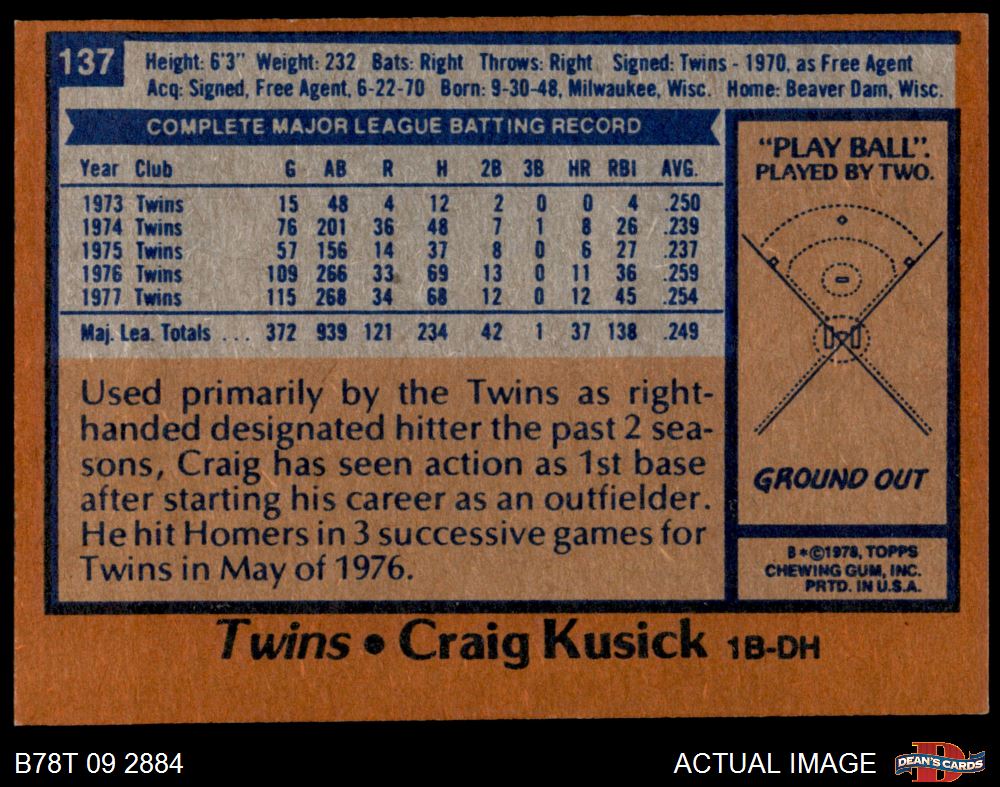 137
Height: 6'3" Weight: 232 Bats: Right Throws: Right Signed: Twins - 1970, as Free Agent
Acq: Signed, Free Agent, 6-22-70 Born: 9-30-48, Milwaukee, Wisc. Home: Beaver Dam, Wisc.
COMPLETE MAJOR LEAGUE BATTING RECORD
Year Club G AB R H 2B 3B HR RBI AVG.
1973 Twins 15 48 4 12 2 0 0 4 .250
1974 Twins 76 201 36 48 7 1 8 26 .239
1975 Twins 57 156 14 37 8 0 6 27 .237
1976 Twins 109 266 33 69 13 0 11 36 .259
1977 Twins 115 268 34 68 12 0 12 45 .254
Maj. Lea. Totals ... 372 939 121 234 42 1 37 138 .249
Used primarily by the Twins as right-
handed designated hitter the past 2 sea-
sons, Craig has seen action as 1st base
after starting his career as an outfielder.
He hit Homers in 3 successive games for
Twins in May of 1976.
"PLAY BALL".
PLAYED BY TWO.
GROUND OUT
B*©1978, TOPPS
CHEWING GUM, INC.
PRTD. IN U.S.A.
Twins • Craig Kusick 1B-DH
B78T 09 2884
ACTUAL IMAGE
D
DEAN'S CARDS